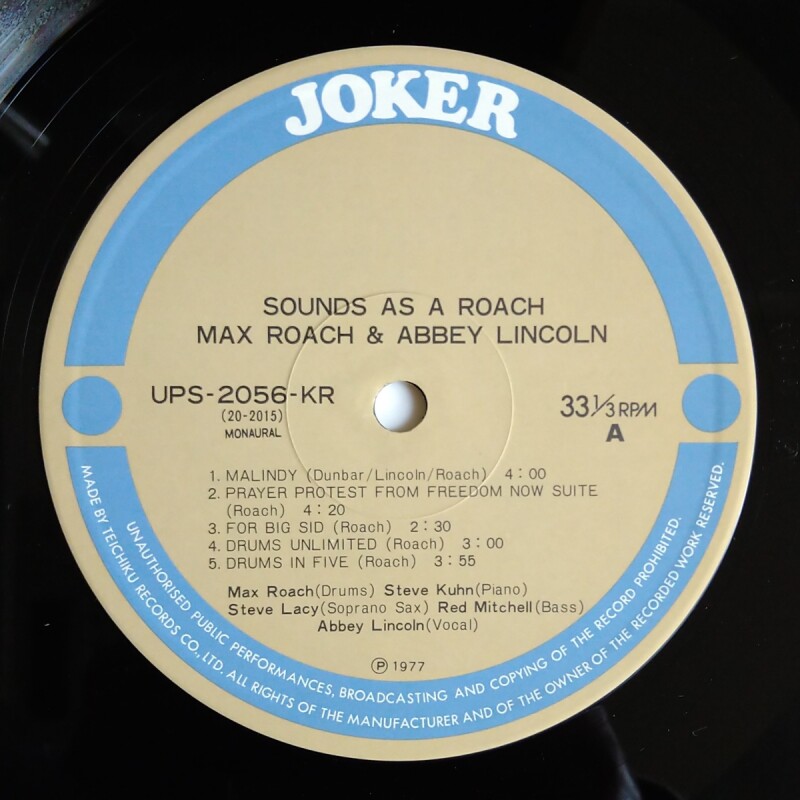 JOKER
SOUNDS AS A ROACH
MAX ROACH & ABBEY LINCOLN
UPS-2056-KR
(20-2015)
MONAURAL
33 1/3 RPM
A
1. MALINDY (Dunbar/Lincoln/Roach) 4:00
2. PRAYER PROTEST FROM FREEDOM NOW SUITE
(Roach) 4:20
3. FOR BIG SID (Roach) 2:30
4. DRUMS UNLIMITED (Roach) 3:00
5. DRUMS IN FIVE (Roach) 3:55
Max Roach(Drums) Steve Kuhn(Piano)
Steve Lacy(Soprano Sax) Red Mitchell(Bass)
Abbey Lincoln(Vocal)
Ⓟ 1977
UNAUTHORISED PUBLIC PERFORMANCES, BROADCASTING AND COPYING OF THE RECORD PROHIBITED.
MADE BY TEICHIKU RECORDS CO., LTD. ALL RIGHTS OF THE MANUFACTURER AND OF THE OWNER OF THE RECORDED WORK RESERVED.